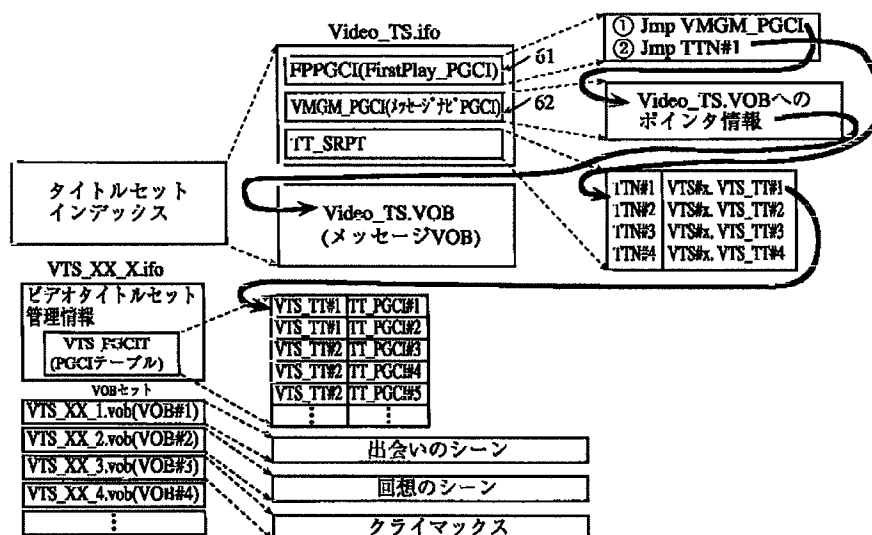 Video_TS.ifo
FPPGCI(FirstPlay_PGCI)
61
VMGM_PGCI(ﾒｯｾｰｼﾞﾅﾋﾞPGCI)
62
TT_SRPT
① Jmp VMGM_PGCI
② Jmp TTN#1
Video_TS.VOBへの
ポインタ情報
タイトルセット
インデッシス
Video_TS.VOB
(メッセージVOB)
TTN#1 VTS#x, VTS_TT#1
TTN#2 VTS#x, VTS_TT#2
TTN#3 VTS#x, VTS_TT#3
TTN#4 VTS#x, VTS_TT#4
VTS_XX_X.ifo
ビデオタイトルセット
管理情報
VTS_PGCIT
(PGCIテーブル)
VTS_TT#1 TT_PGCI#1
VTS_TT#1 TT_PGCI#2
VTS_TT#2 TT_PGCI#3
VTS_TT#2 TT_PGCI#4
VTS_TT#2 TT_PGCI#5
⋮ ⋮
VOBセット
VTS_XX_1.vob(VOB#1)
VTS_XX_2.vob(VOB#2)
VTS_XX_3.vob(VOB#3)
VTS_XX_4.vob(VOB#4)
⋮
出会いのシーン
回想のシーン
クライマックス